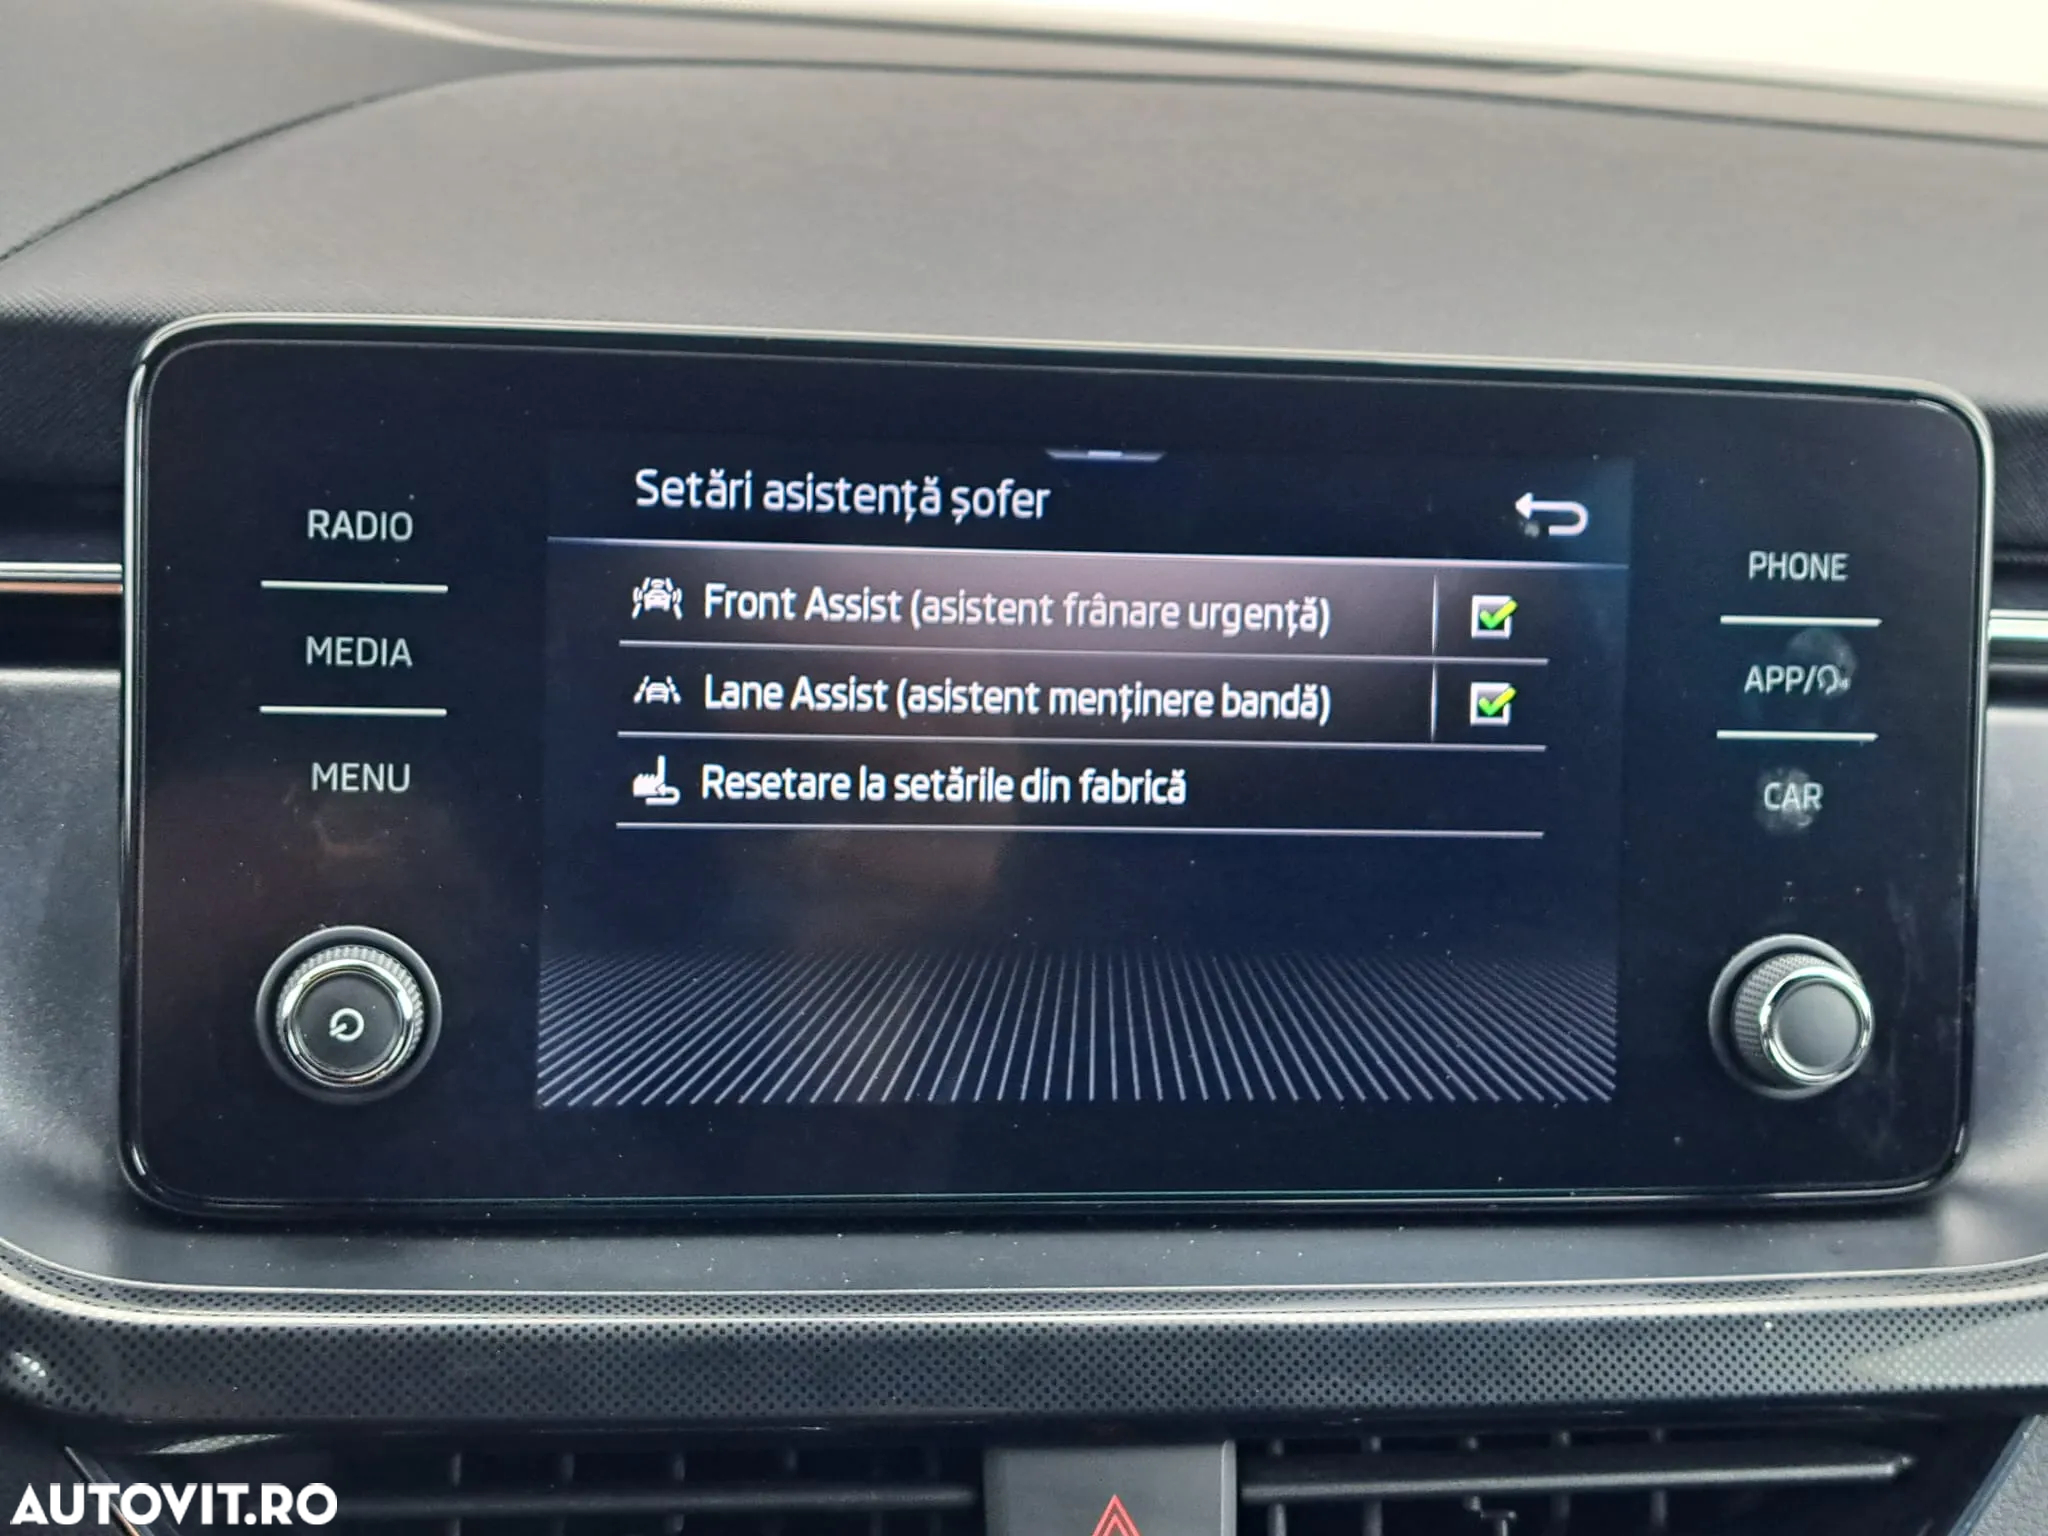 RADIO
MEDIA
MENU
Setări asistență șofer
Front Assist (asistent frânare urgență)
Lane Assist (asistent menținere bandă)
Resetare la setările din fabrică
PHONE
APP/
CAR
AUTOVIT.RO